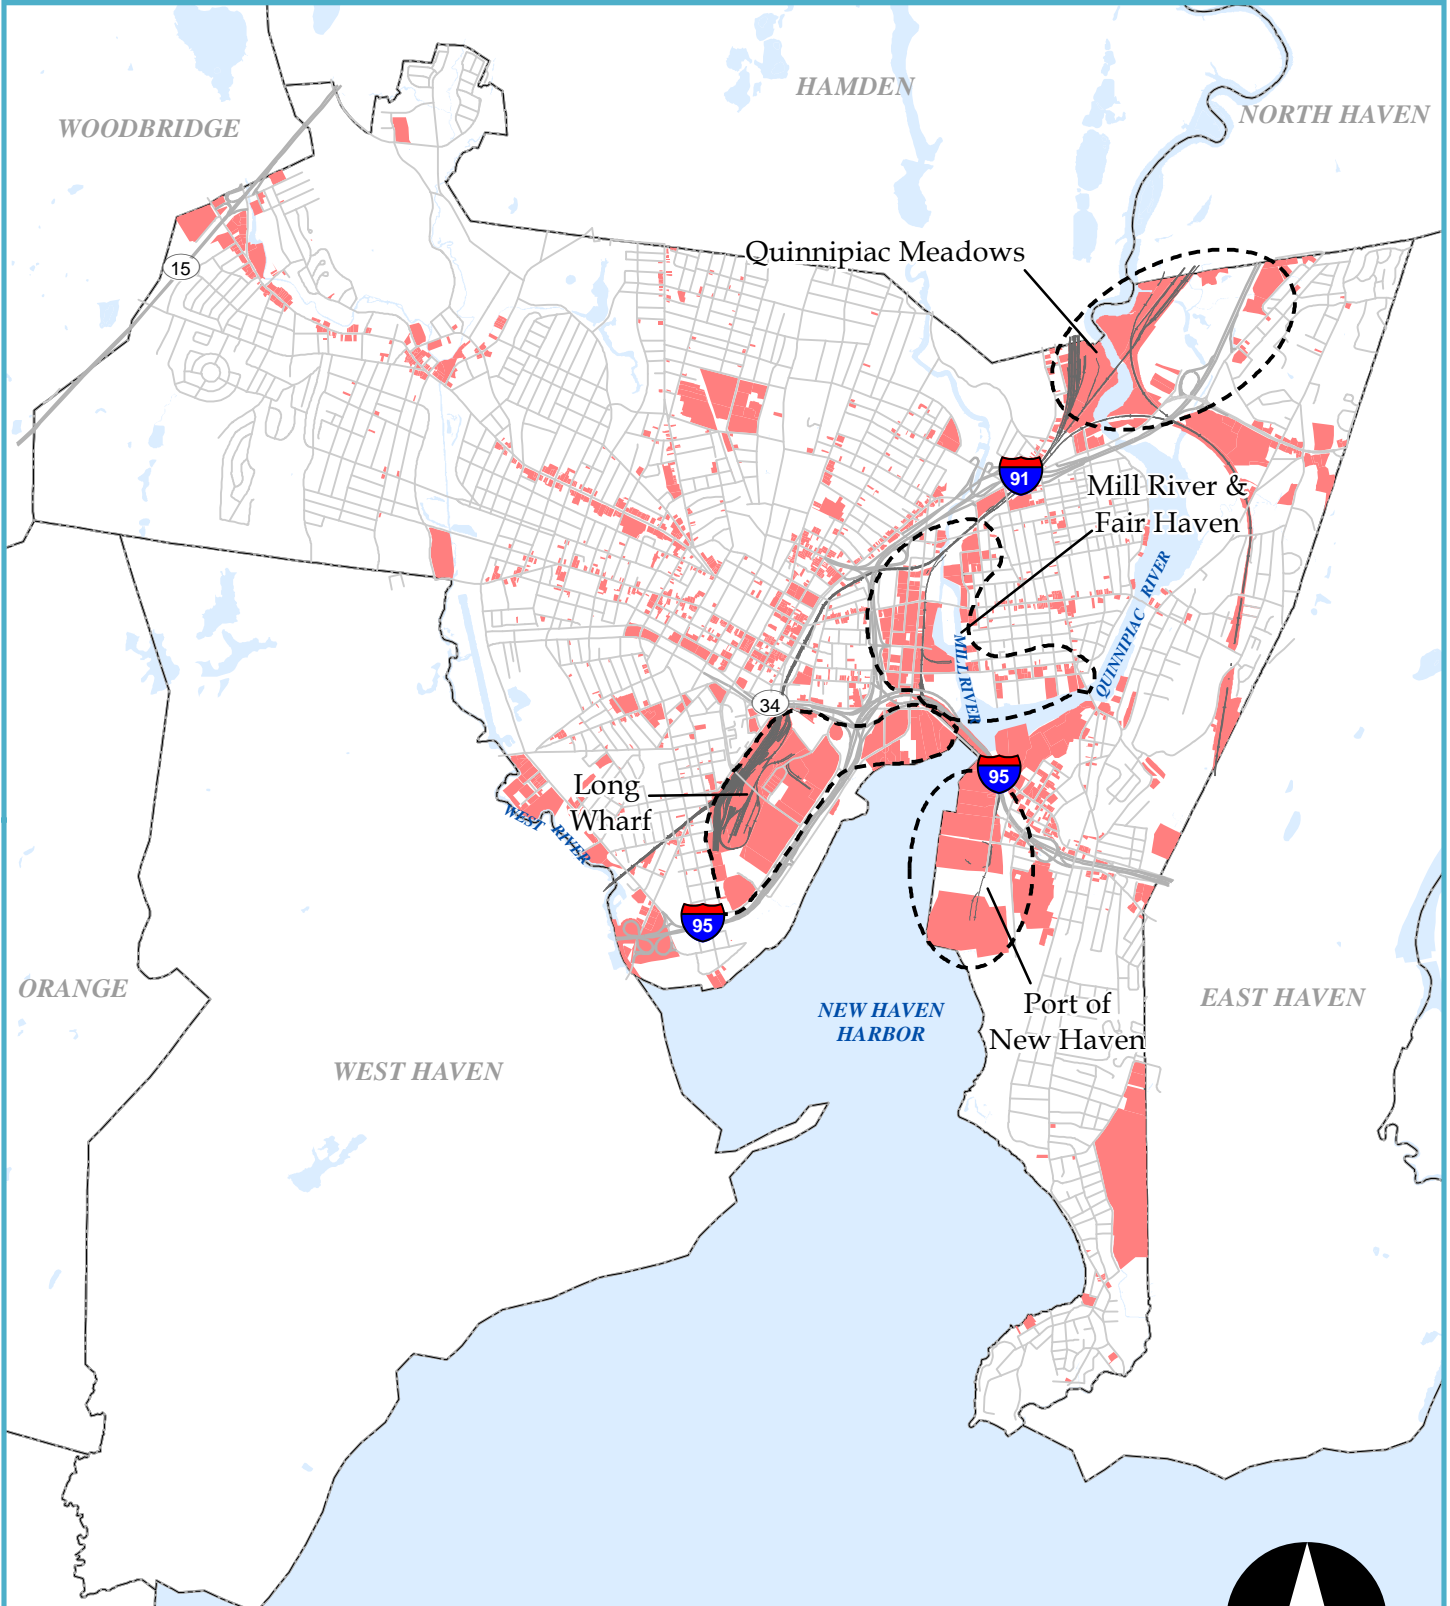 HAMDEN
NORTH HAVEN
WOODBRIDGE
Quinnipiac Meadows
15
91
Mill River &
Fair Haven
QUINNIPIAC RIVER
MILL RIVER
34
95
Long
Wharf
WEST RIVER
95
ORANGE
EAST HAVEN
Port of
New Haven
NEW HAVEN
HARBOR
WEST HAVEN